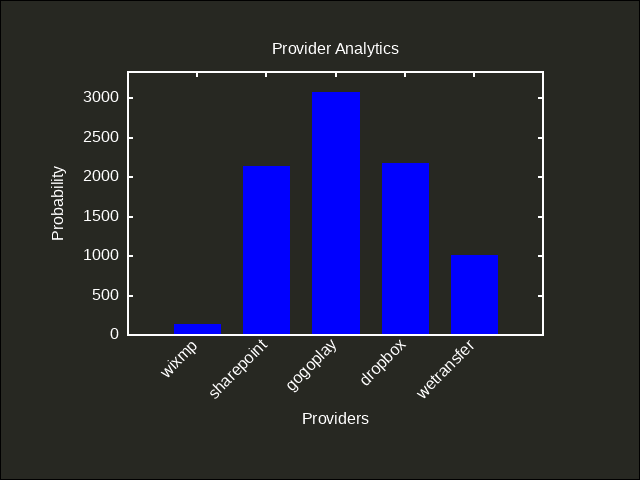 Provider Analytics
3000
2500
2000
1500
1000
500
0
Probability
wixmp
sharepoint
gogoplay
dropbox
wetransfer
Providers